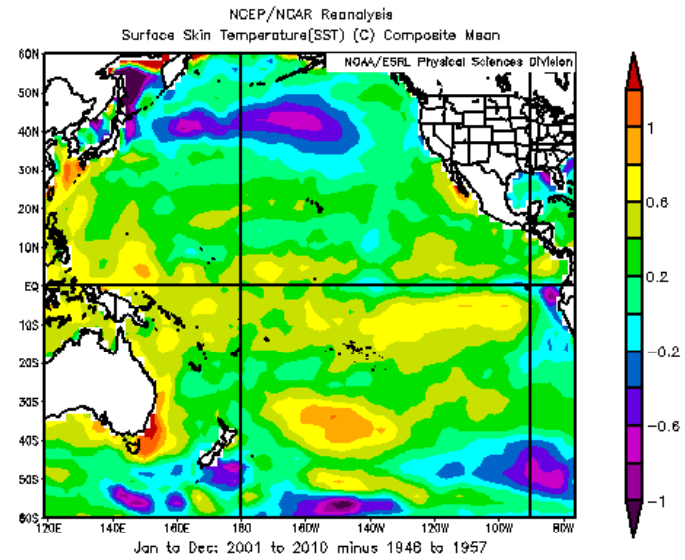 NCEP/NCAR Reanalysis
Surface Skin Temperature(SST) (C) Composite Mean
NOAA/ESRL Physical Sciences Division
60N
50N
40N
30N
20N
10N
EQ
10S
20S
30S
40S
50S
60S
120E 140E 160E 180 160W 140W 120W 100W 80W
1
0.6
0.2
-0.2
-0.6
-1
Jan to Dec: 2001 to 2010 minus 1948 to 1957